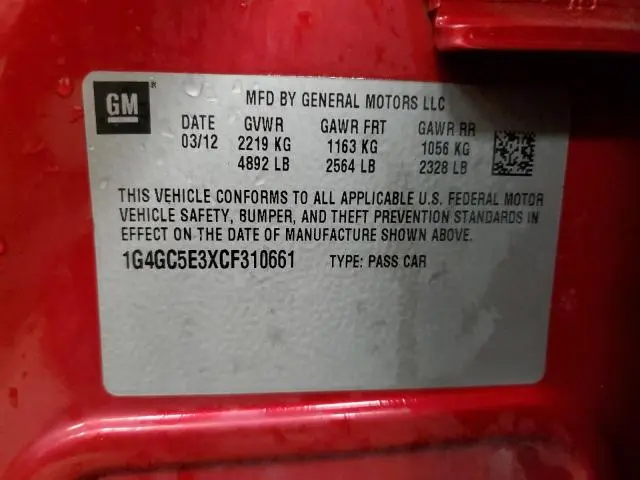 GM ® MFD BY GENERAL MOTORS LLC
DATE GVWR GAWR FRT GAWR RR
03/12 2219 KG 1163 KG 1056 KG
4892 LB 2564 LB 2328 LB
THIS VEHICLE CONFORMS TO ALL APPLICABLE U.S. FEDERAL MOTOR
VEHICLE SAFETY, BUMPER, AND THEFT PREVENTION STANDARDS IN
EFFECT ON THE DATE OF MANUFACTURE SHOWN ABOVE.
1G4GC5E3XCF310661 TYPE: PASS CAR